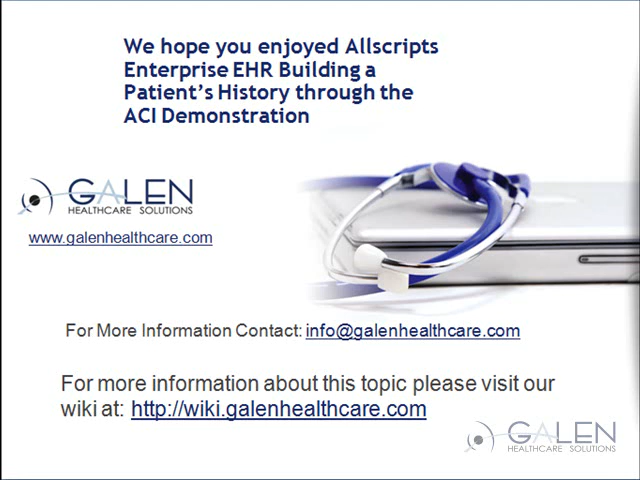 We hope you enjoyed Allscripts
Enterprise EHR Building a
Patient’s History through the
ACI Demonstration
GALEN
HEALTHCARE SOLUTIONS
www.galenhealthcare.com
For More Information Contact: info@galenhealthcare.com
For more information about this topic please visit our
wiki at: http://wiki.galenhealthcare.com
GALEN
HEALTHCARE SOLUTIONS